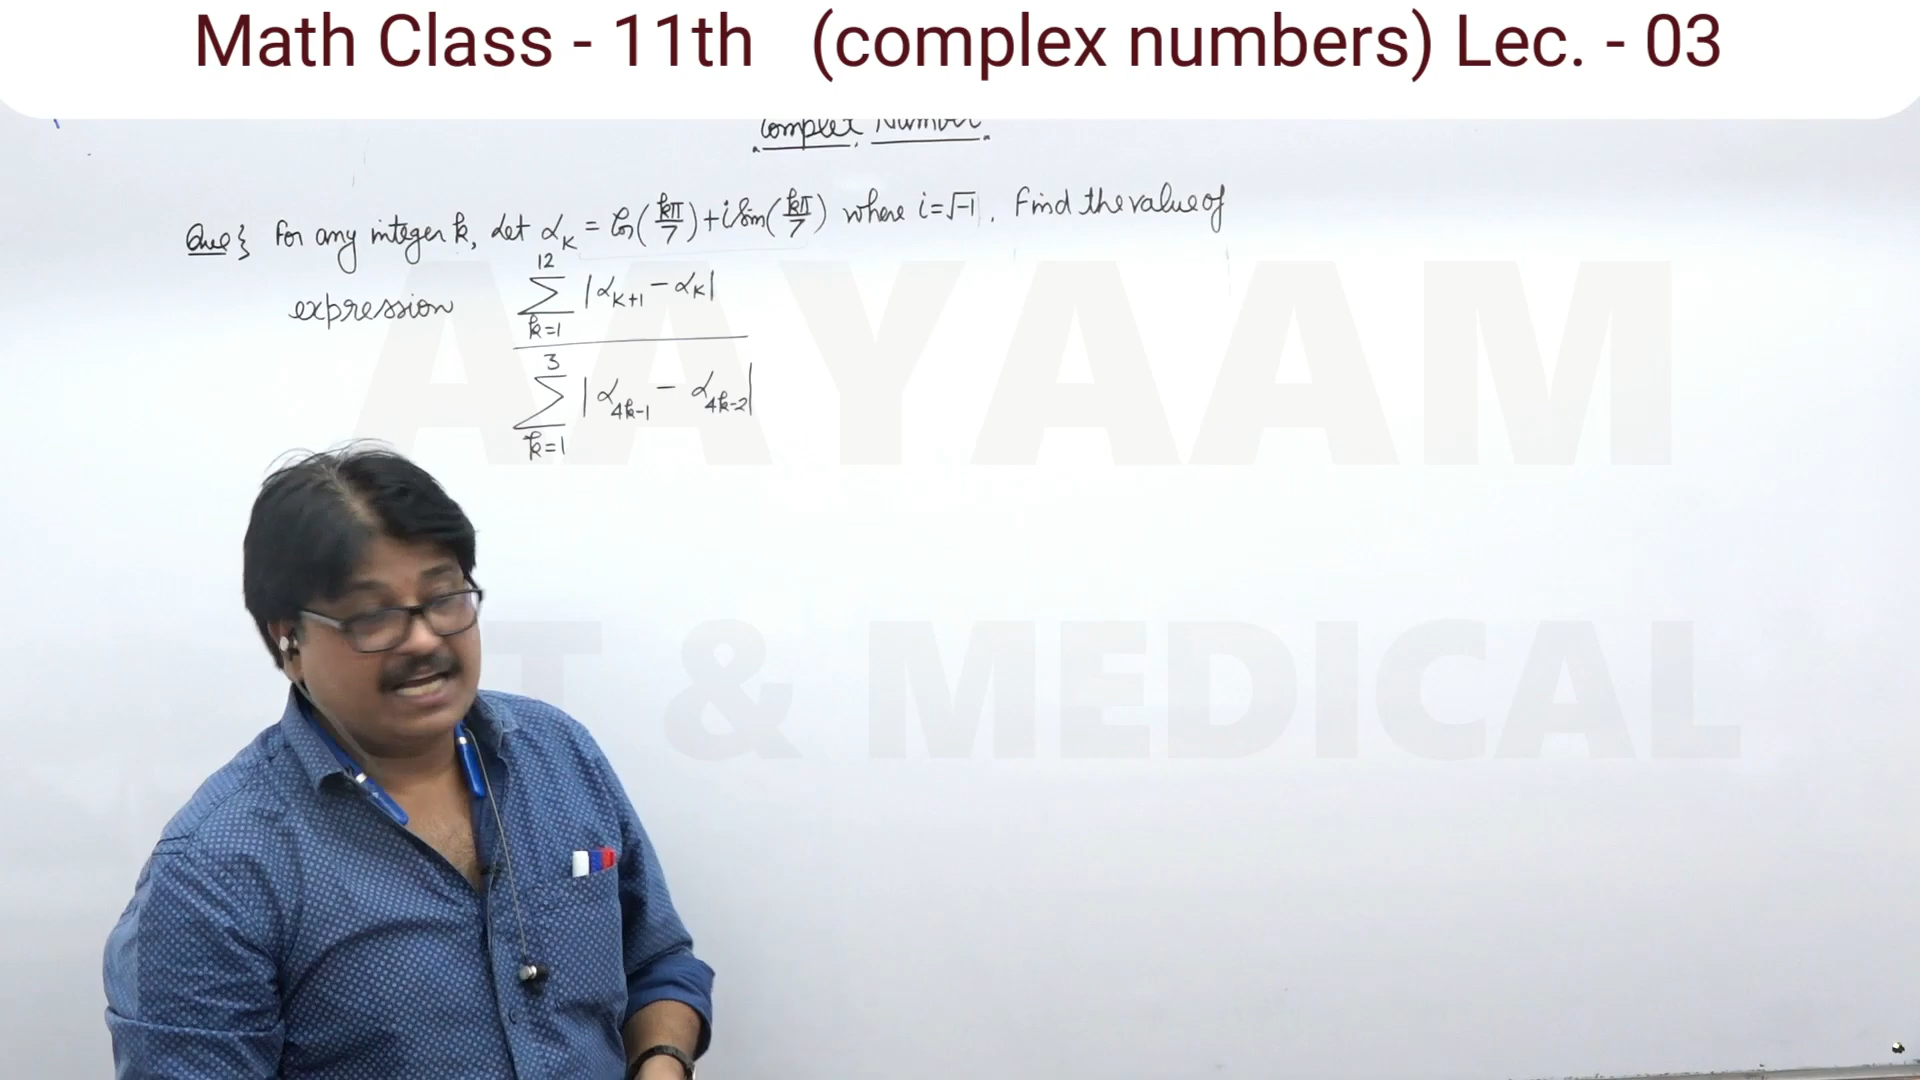 Math Class - 11th (complex numbers) Lec. - 03
Complex Number
Que} For any integer k, Let α_k = Cos(kπ/7) + i Sin(kπ/7) where i = √-1. Find the value of
expression
12
∑ |α_{k+1} - α_k|
k=1
3
∑ |α_{4k-1} - α_{4k-2}|
k=1
AAYAAM
T & MEDICAL